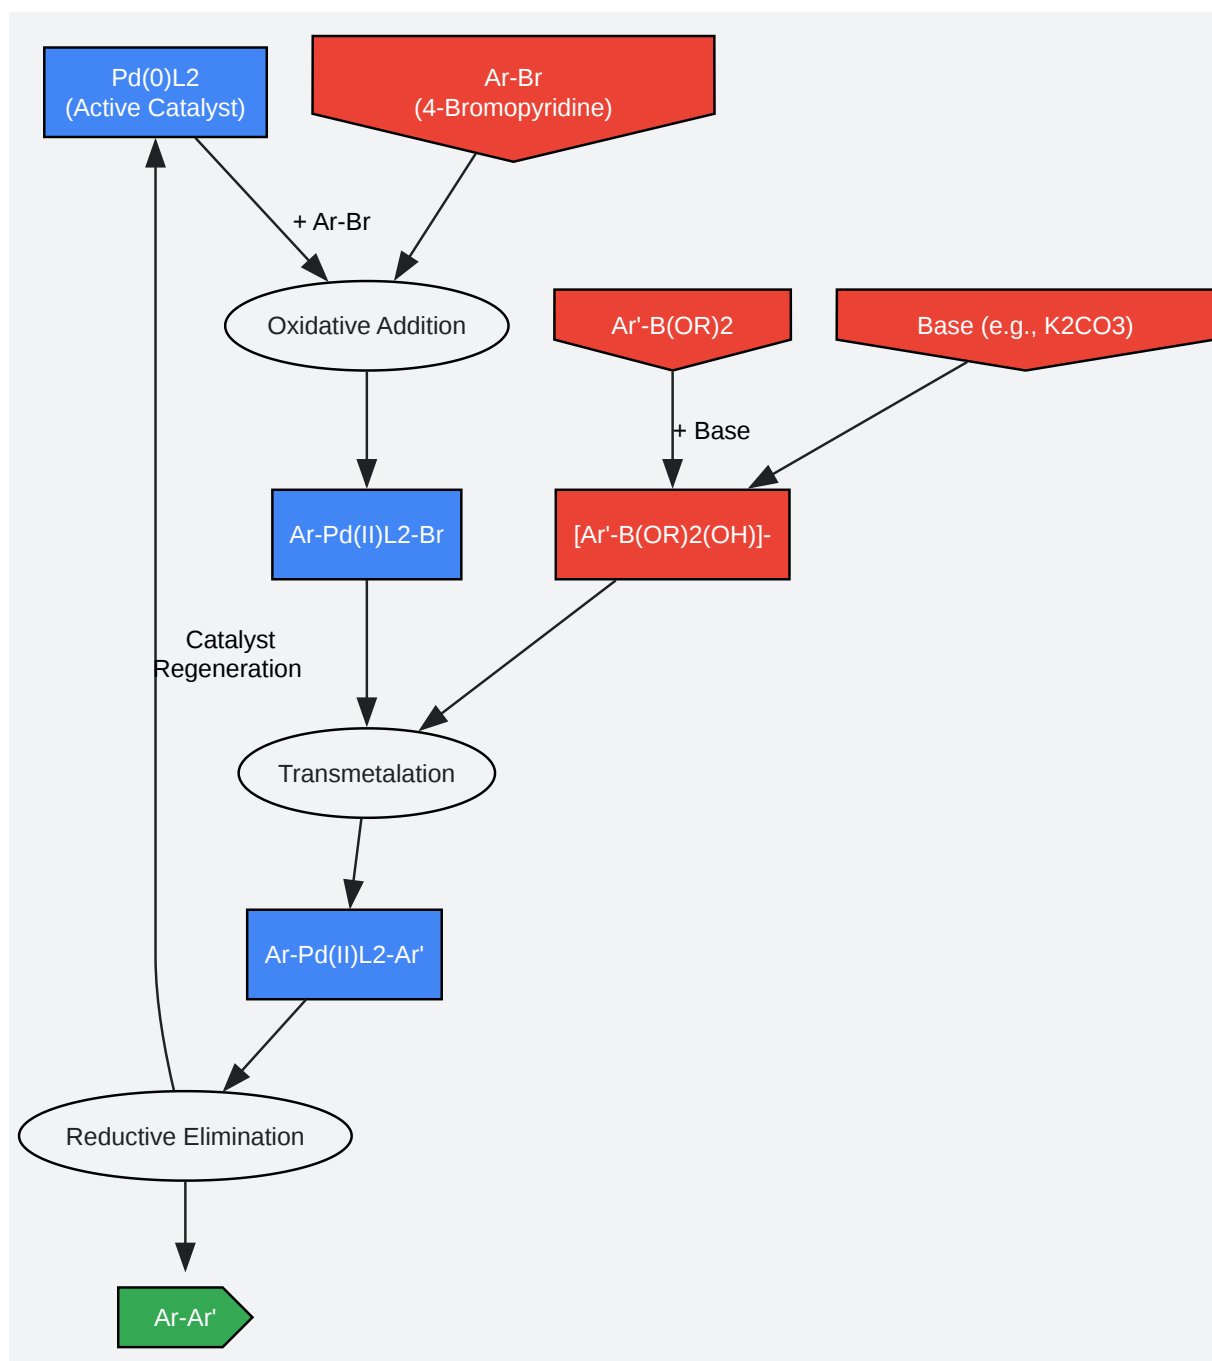 Pd(0)L2
(Active Catalyst)
Ar-Br
(4-Bromopyridine)
+ Ar-Br
Oxidative Addition
Ar'-B(OR)2
Base (e.g., K2CO3)
+ Base
Ar-Pd(II)L2-Br
[Ar'-B(OR)2(OH)]-
Catalyst
Regeneration
Transmetalation
Ar-Pd(II)L2-Ar'
Reductive Elimination
Ar-Ar'